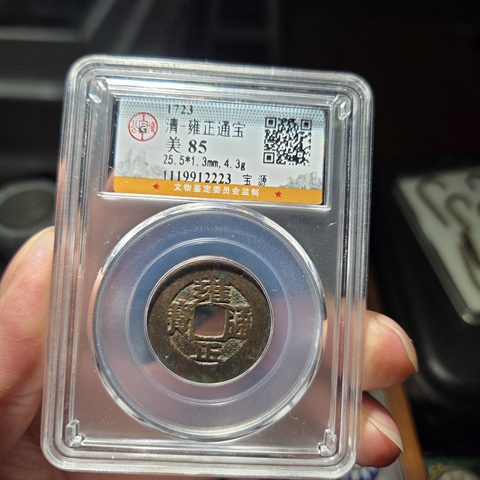 1723
清-雍正通宝
美 85
25.5*1.3mm,4.3g
1119912223 宝 源
文物鉴定委员会监制
雍正通寶